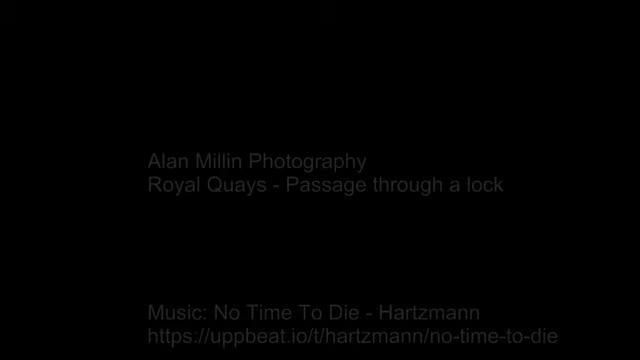 Alan Millin Photography
Royal Quays - Passage through a lock
Music: No Time To Die - Hartzmann
https://uppbeat.io/t/hartzmann/no-time-to-die